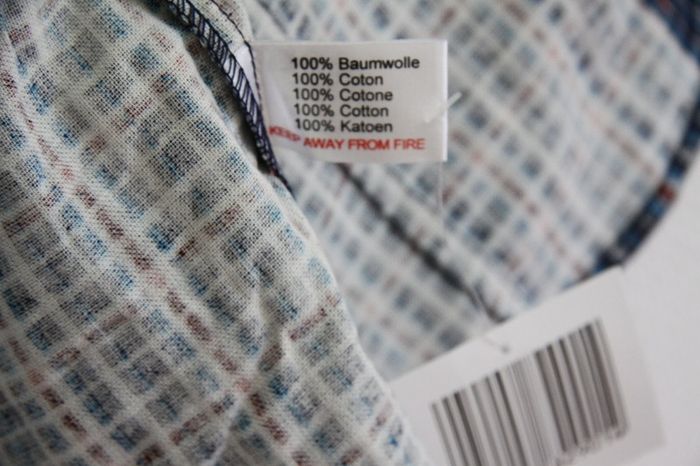 100% Baumwolle
100% Coton
100% Cotone
100% Cotton
100% Katoen
KEEP AWAY FROM FIRE